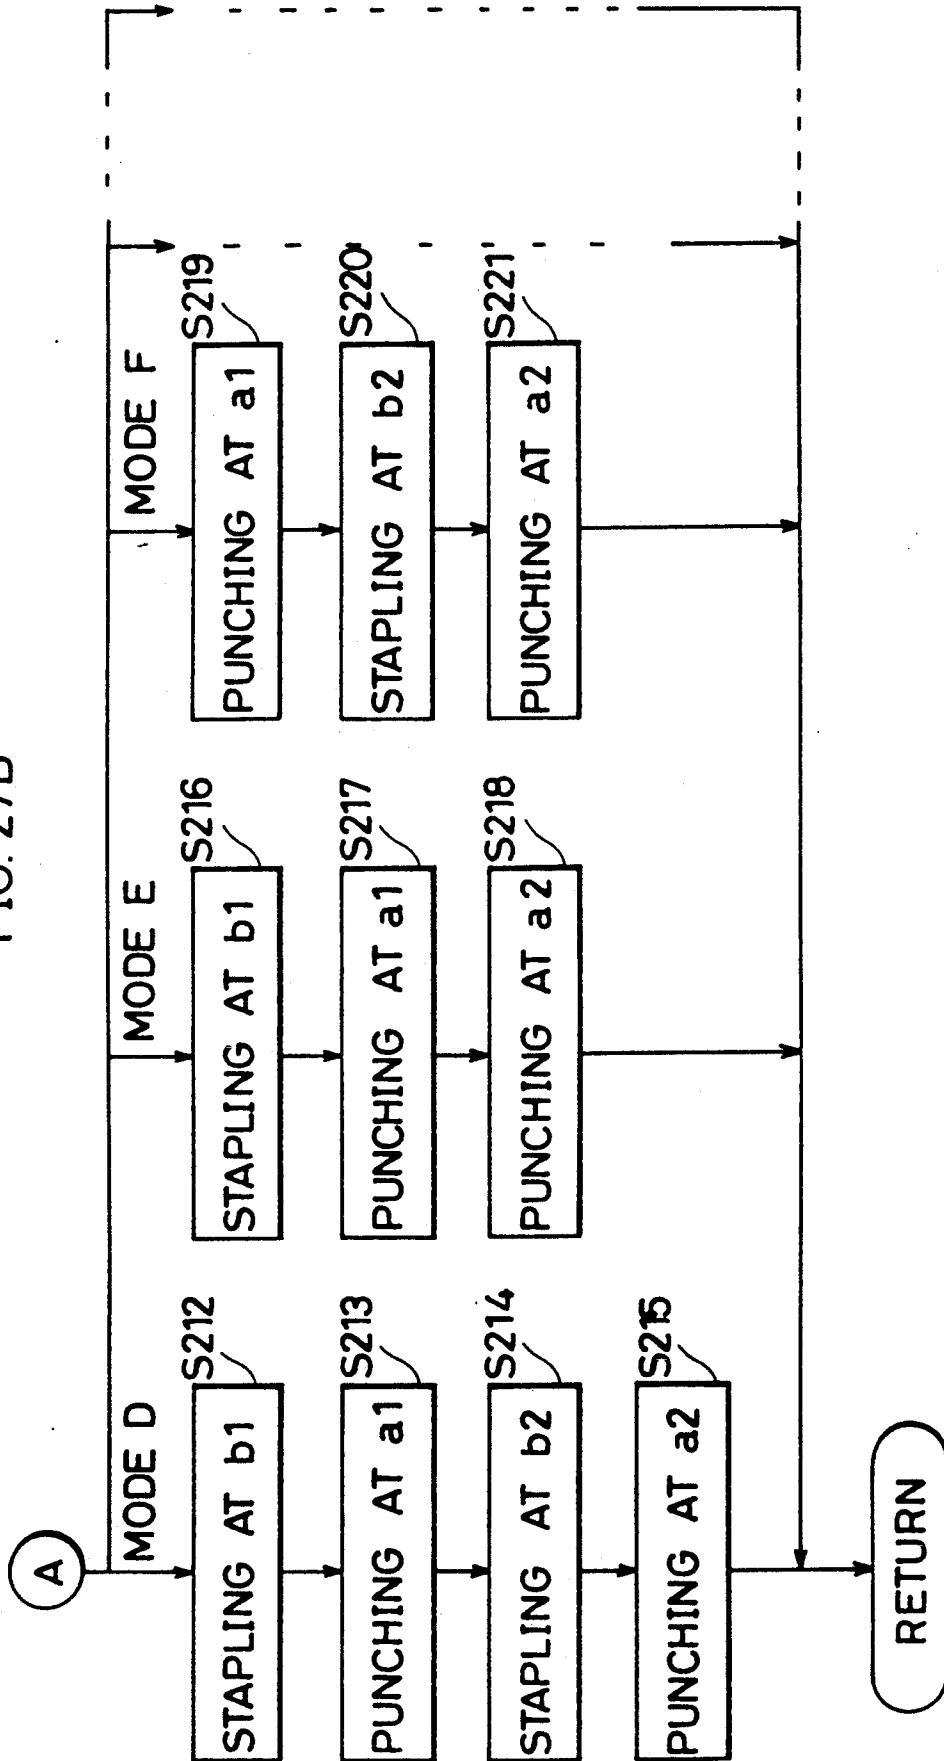 FIG. 27B
A
MODE D
S212
STAPLING AT b1
S213
PUNCHING AT a1
S214
STAPLING AT b2
S215
PUNCHING AT a2
MODE E
S216
STAPLING AT b1
S217
PUNCHING AT a1
S218
PUNCHING AT a2
MODE F
S219
PUNCHING AT a1
S220
STAPLING AT b2
S221
PUNCHING AT a2
RETURN